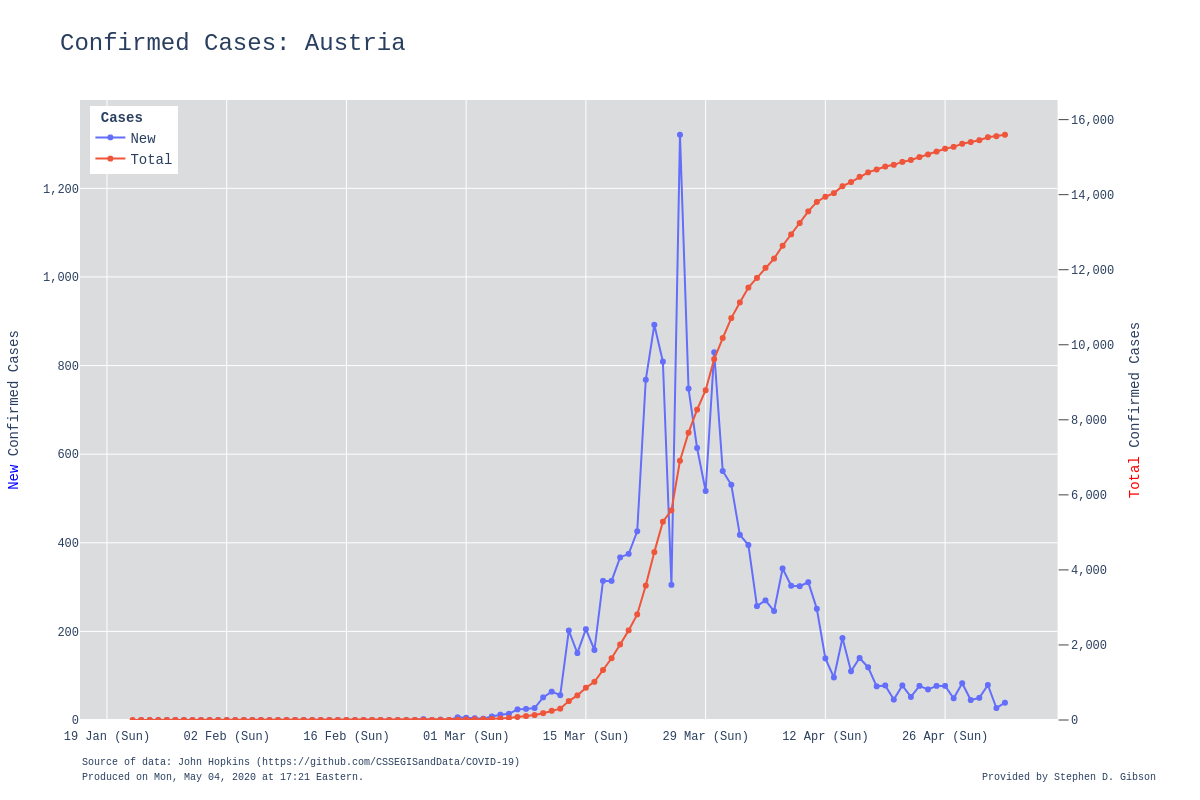 Confirmed Cases: Austria
Cases
New
Total
1,200
1,000
800
600
400
200
0
New Confirmed Cases
16,000
14,000
12,000
10,000
8,000
6,000
4,000
2,000
0
Total Confirmed Cases
19 Jan (Sun) 02 Feb (Sun) 16 Feb (Sun) 01 Mar (Sun) 15 Mar (Sun) 29 Mar (Sun) 12 Apr (Sun) 26 Apr (Sun)
Source of data: John Hopkins (https://github.com/CSSEGISandData/COVID-19)
Produced on Mon, May 04, 2020 at 17:21 Eastern.
Provided by Stephen D. Gibson